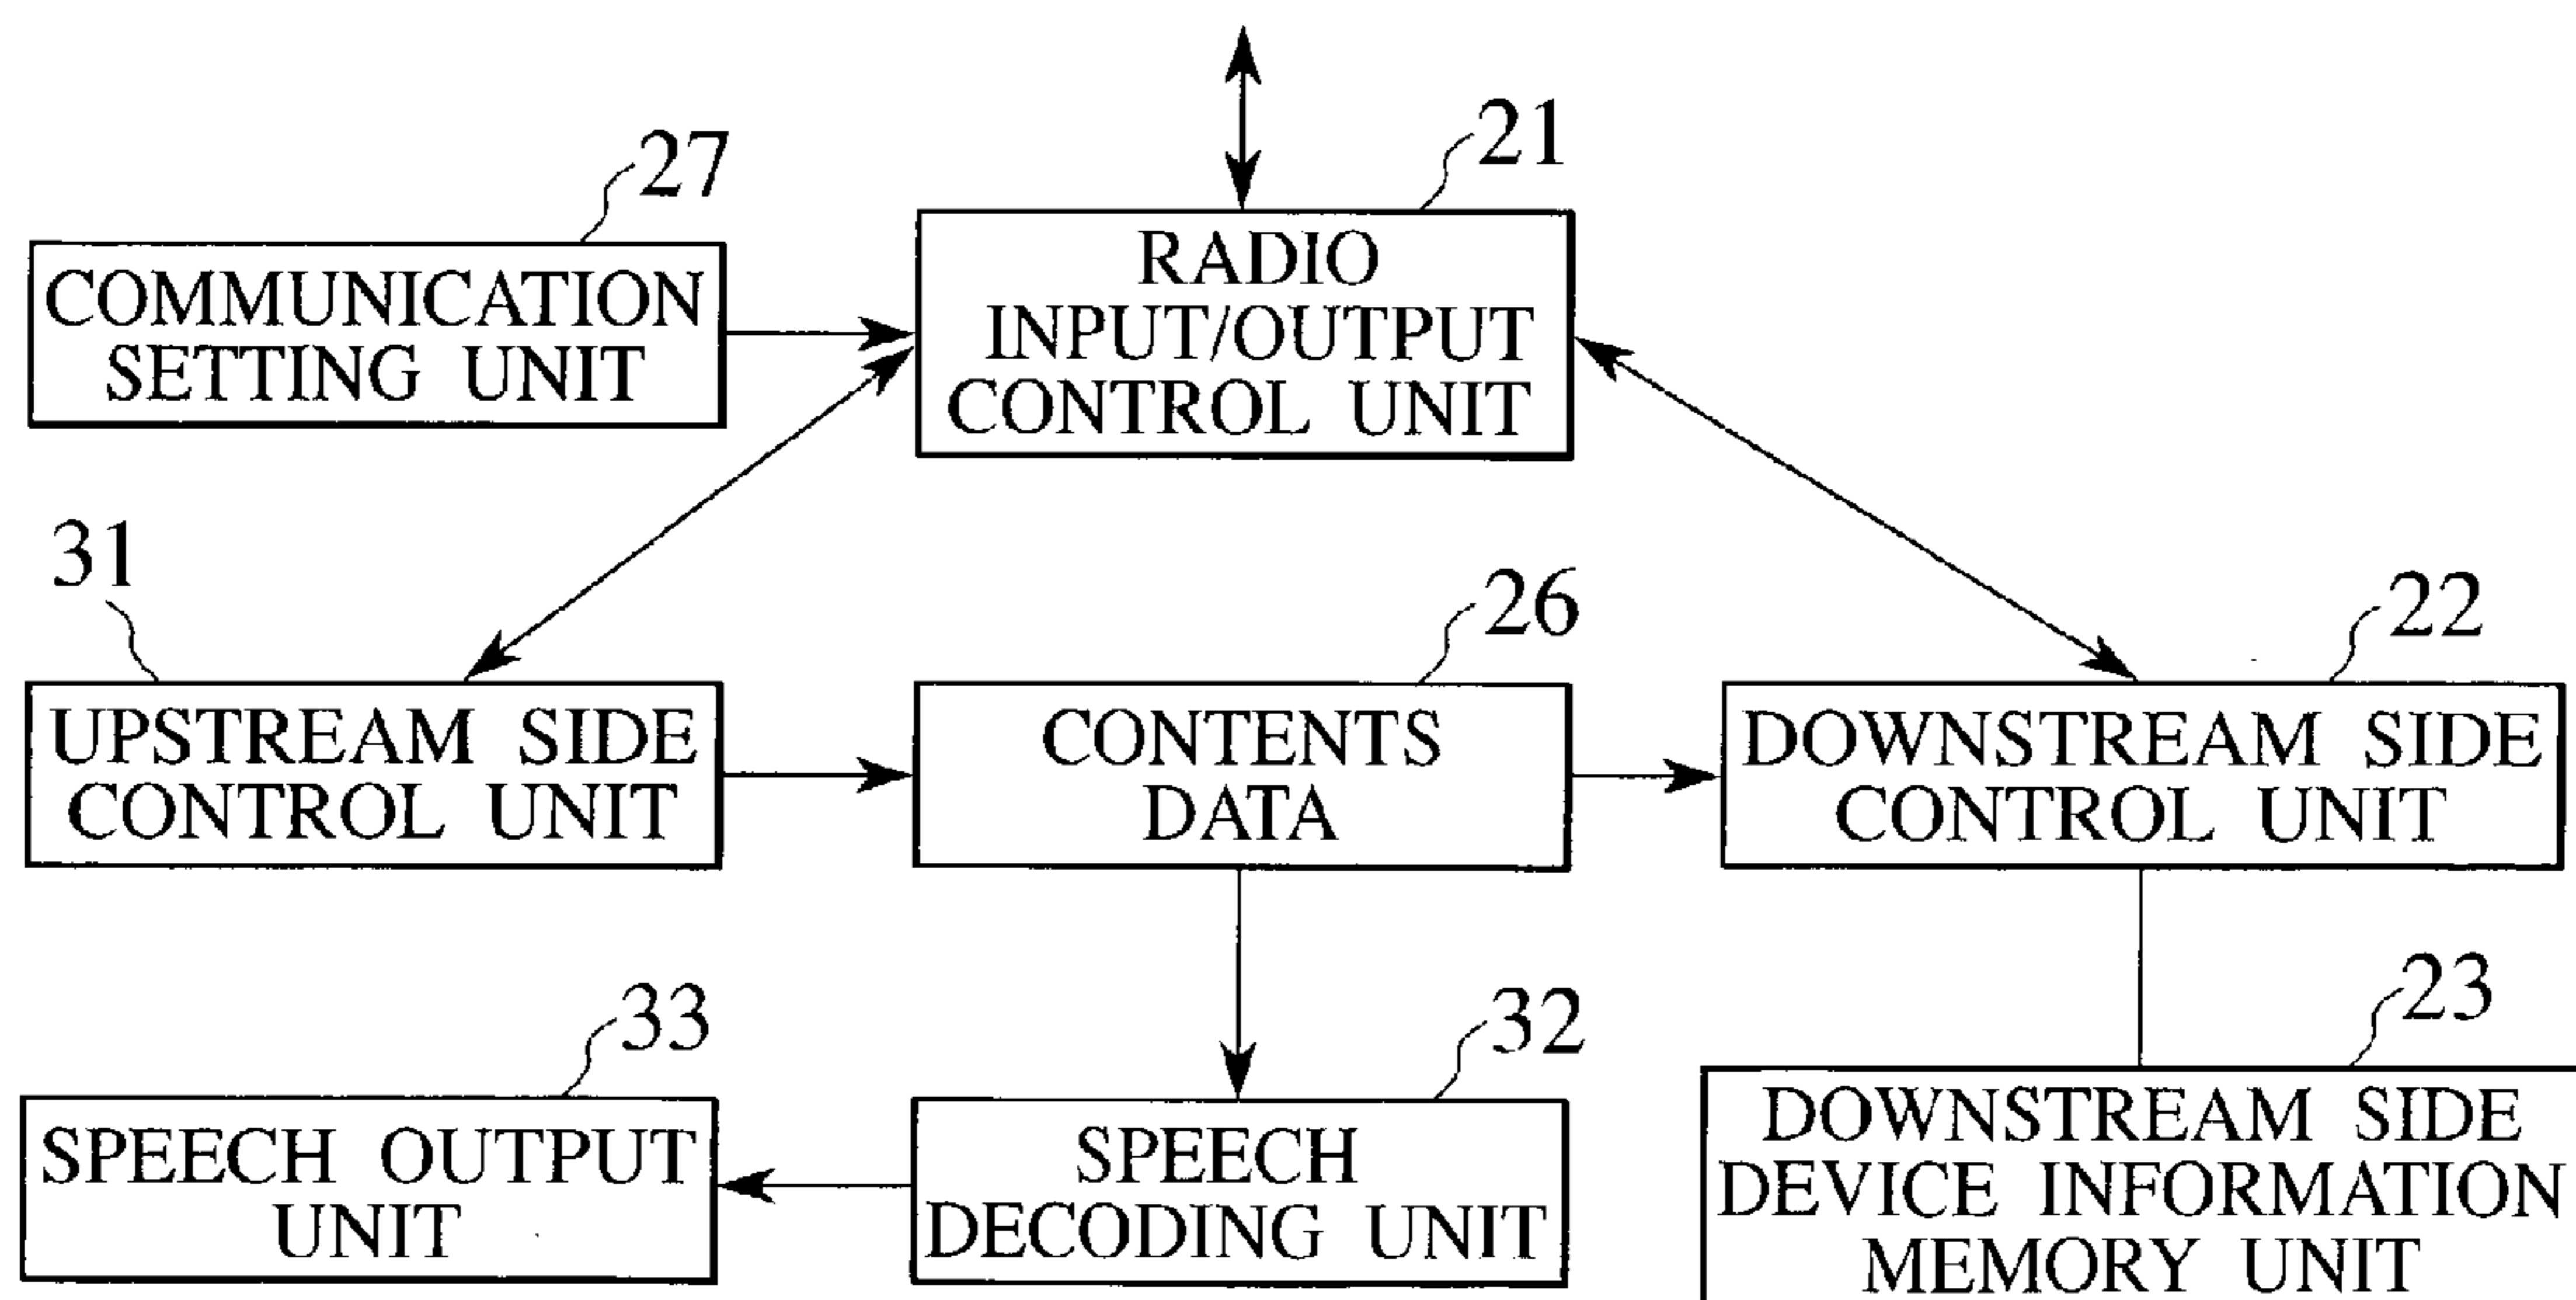 27
21
COMMUNICATION
SETTING UNIT
RADIO
INPUT/OUTPUT
CONTROL UNIT
31
26
22
UPSTREAM SIDE
CONTROL UNIT
CONTENTS
DATA
DOWNSTREAM SIDE
CONTROL UNIT
33
32
23
SPEECH OUTPUT
UNIT
SPEECH
DECODING UNIT
DOWNSTREAM SIDE
DEVICE INFORMATION
MEMORY UNIT